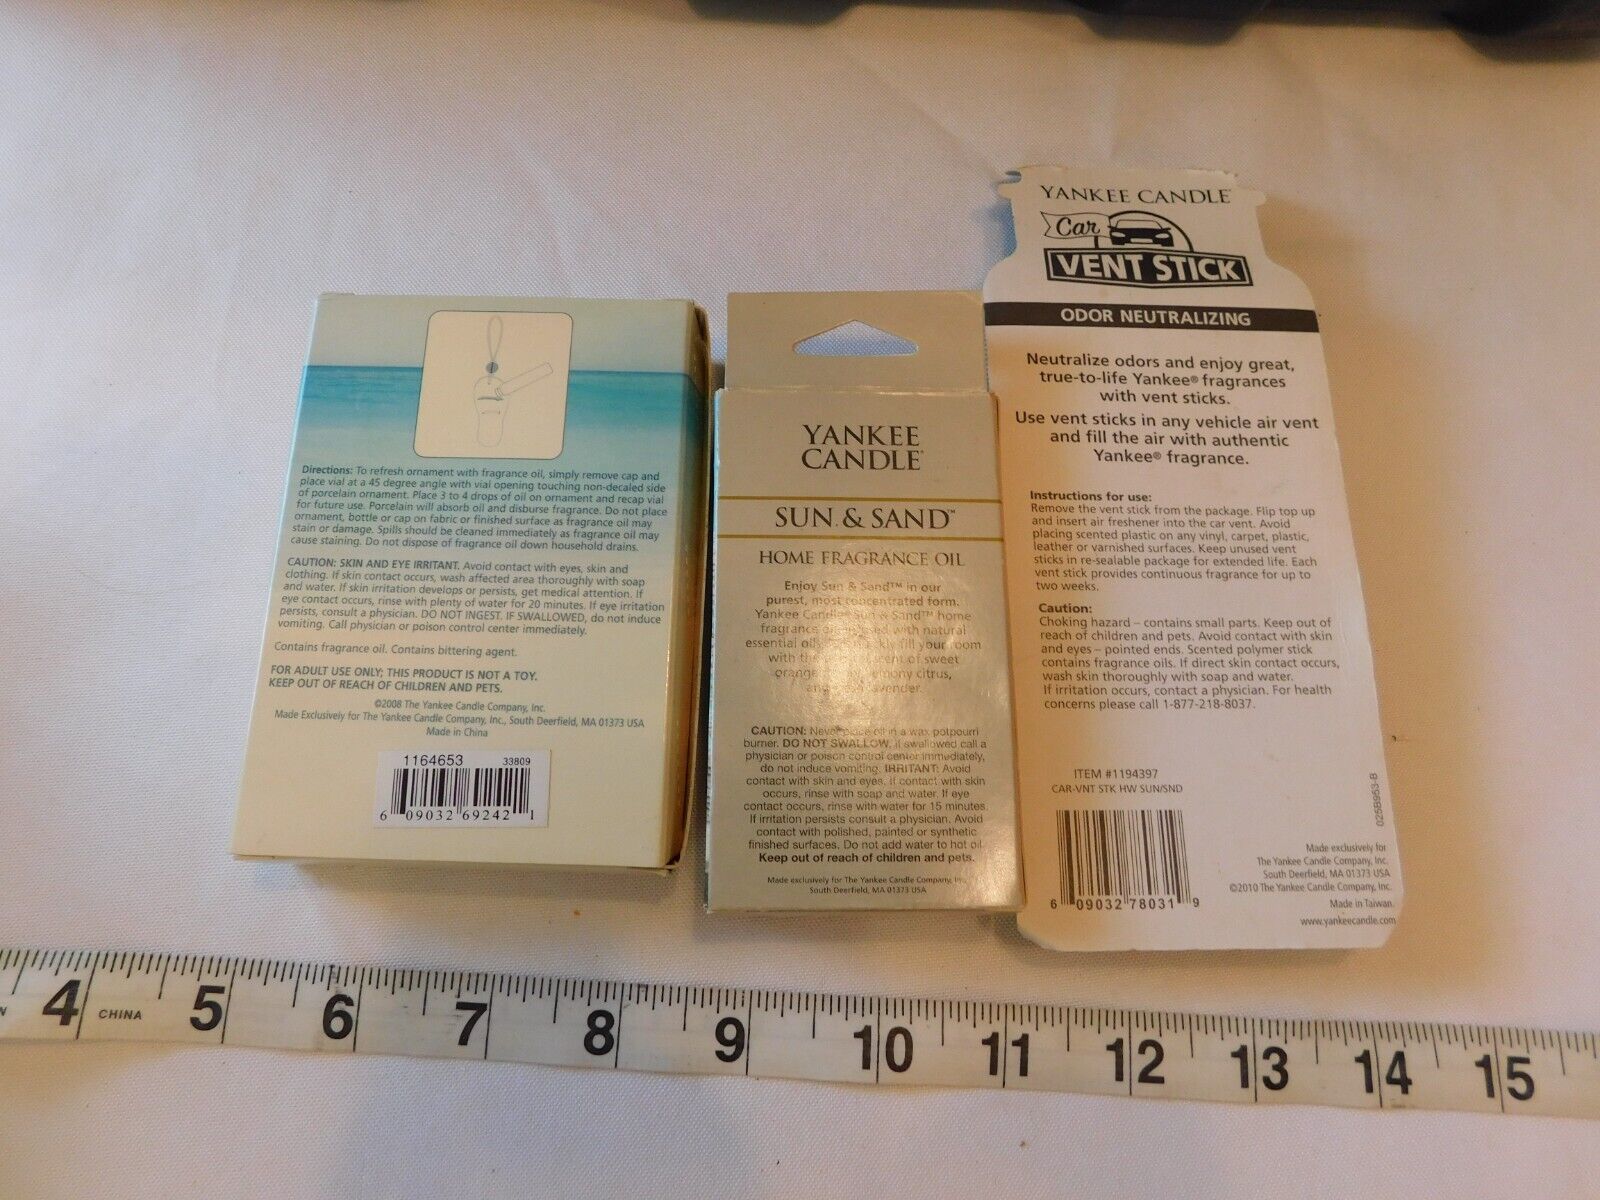 Directions: To refresh ornament with fragrance oil, simply remove cap and
place vial at a 45 degree angle with vial opening touching non-decaled side
of porcelain ornament. Place 3 to 4 drops of oil on ornament and recap vial
for future use. Porcelain will absorb oil and disburse fragrance. Do not place
ornament, bottle or cap on fabric or finished surface as fragrance oil may
stain or damage. Spills should be cleaned immediately as fragrance oil may
cause staining. Do not dispose of fragrance oil down household drains.
CAUTION: SKIN AND EYE IRRITANT. Avoid contact with eyes, skin and
clothing. If skin contact occurs, wash affected area thoroughly with soap
and water. If skin irritation develops or persists, get medical attention. If
eye contact occurs, rinse with plenty of water for 20 minutes. If eye irritation
persists, consult a physician. DO NOT INGEST. IF SWALLOWED, do not induce
vomiting. Call physician or poison control center immediately.
Contains fragrance oil. Contains bittering agent.
FOR ADULT USE ONLY; THIS PRODUCT IS NOT A TOY.
KEEP OUT OF REACH OF CHILDREN AND PETS.
©2008 The Yankee Candle Company, Inc.
Made Exclusively for The Yankee Candle Company, Inc., South Deerfield, MA 01373 USA
Made in China
1164653 33809
6 09032 69242 1
YANKEE
CANDLE®
SUN & SAND™
HOME FRAGRANCE OIL
Enjoy Sun & Sand™ in our
purest, most concentrated form.
Yankee Candle Sun & Sand™ home
fragrance with natural
essential oils fill your room
with the scent of sweet
orange citrus,
and lavender.
CAUTION: Never place oil in a wax potpourri
burner. DO NOT SWALLOW. If swallowed call a
physician or poison control center immediately,
do not induce vomiting. IRRITANT: Avoid
contact with skin and eyes. If contact with skin
occurs, rinse with soap and water. If eye
contact occurs, rinse with water for 15 minutes.
If irritation persists consult a physician. Avoid
contact with polished, painted or synthetic
finished surfaces. Do not add water to hot oil.
Keep out of reach of children and pets.
Made exclusively for The Yankee Candle Company,
South Deerfield, MA 01373 USA
YANKEE CANDLE®
Car
VENT STICK
ODOR NEUTRALIZING
Neutralize odors and enjoy great,
true-to-life Yankee® fragrances
with vent sticks.
Use vent sticks in any vehicle air vent
and fill the air with authentic
Yankee® fragrance.
Instructions for use:
Remove the vent stick from the package. Flip top up
and insert air freshener into the car vent. Avoid
placing scented plastic on any vinyl, carpet, plastic,
leather or varnished surfaces. Keep unused vent
sticks in re-sealable package for extended life. Each
vent stick provides continuous fragrance for up to
two weeks.
Caution:
Choking hazard – contains small parts. Keep out of
reach of children and pets. Avoid contact with skin
and eyes – pointed ends. Scented polymer stick
contains fragrance oils. If direct skin contact occurs,
wash skin thoroughly with soap and water.
If irritation occurs, contact a physician. For health
concerns please call 1-877-218-8037.
ITEM #1194397
CAR-VNT STK HW SUN/SND
025B953-B
6 09032 78031 9
Made exclusively for
The Yankee Candle Company, Inc.
South Deerfield, MA 01373 USA
©2010 The Yankee Candle Company, Inc.
Made in Taiwan.
www.yankeecandle.com
4 CHINA 5 6 7 8 9 10 11 12 13 14 15